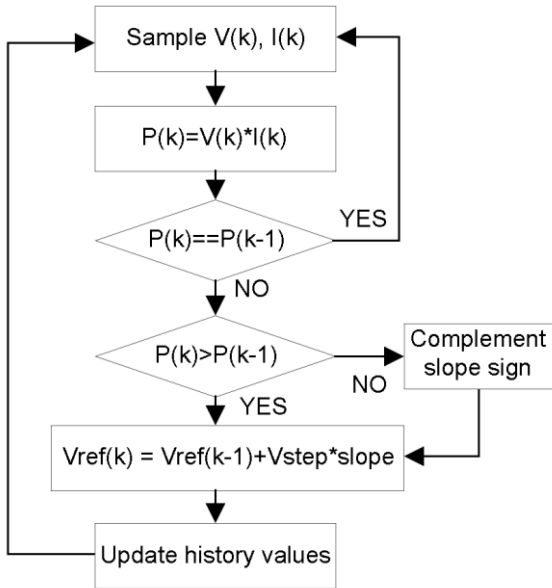 Sample V(k), I(k)
P(k)=V(k)*I(k)
YES
P(k)==P(k-1)
NO
P(k)>P(k-1)
NO
Complement
slope sign
YES
Vref(k) = Vref(k-1)+Vstep*slope
Update history values